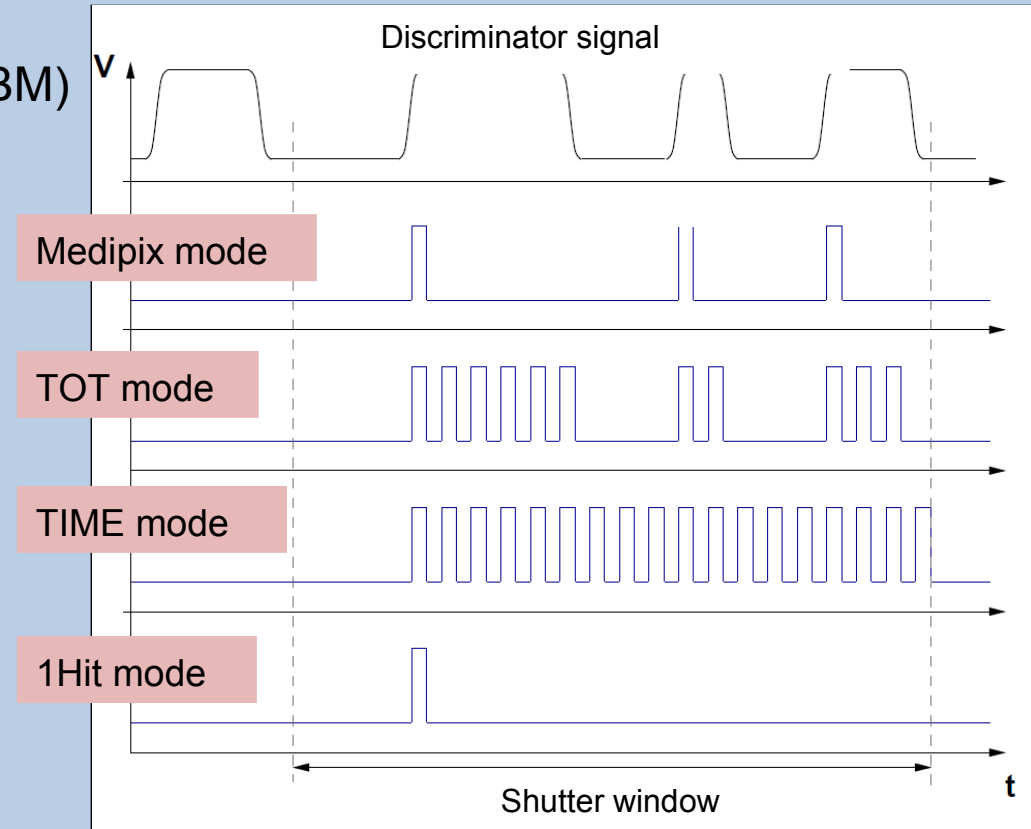 Discriminator signal
V
3M)
Medipix mode
TOT mode
TIME mode
1Hit mode
t
Shutter window